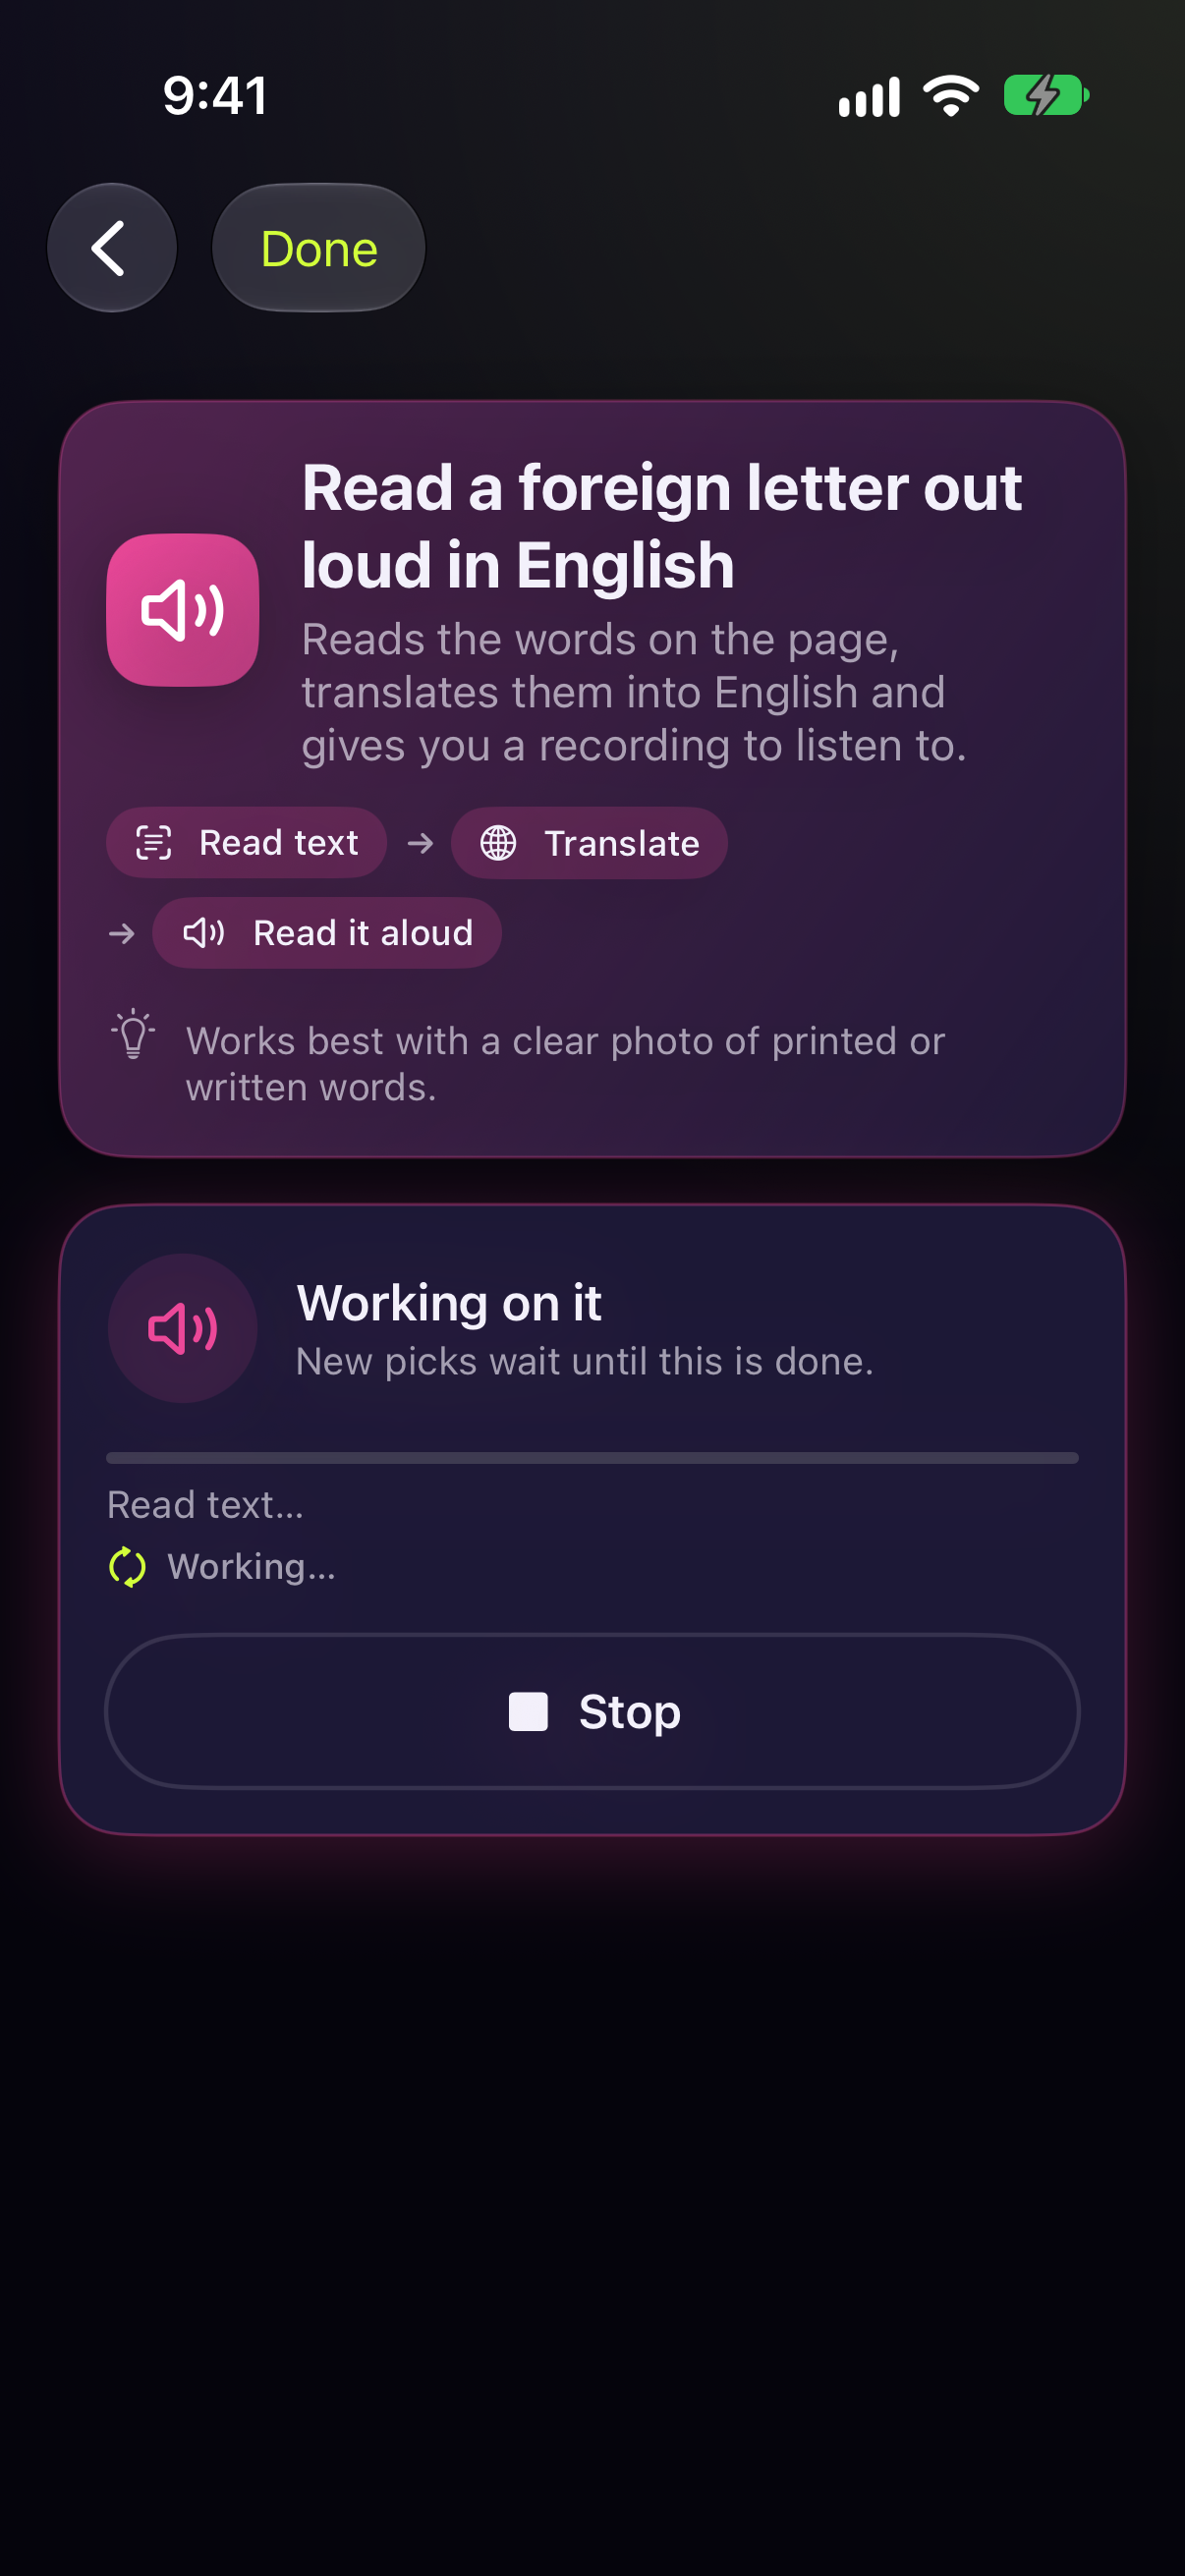 9:41
Done
Read a foreign letter out
loud in English
Reads the words on the page,
translates them into English and
gives you a recording to listen to.
Read text → Translate
→ Read it aloud
Works best with a clear photo of printed or
written words.
Working on it
New picks wait until this is done.
Read text...
Working...
Stop